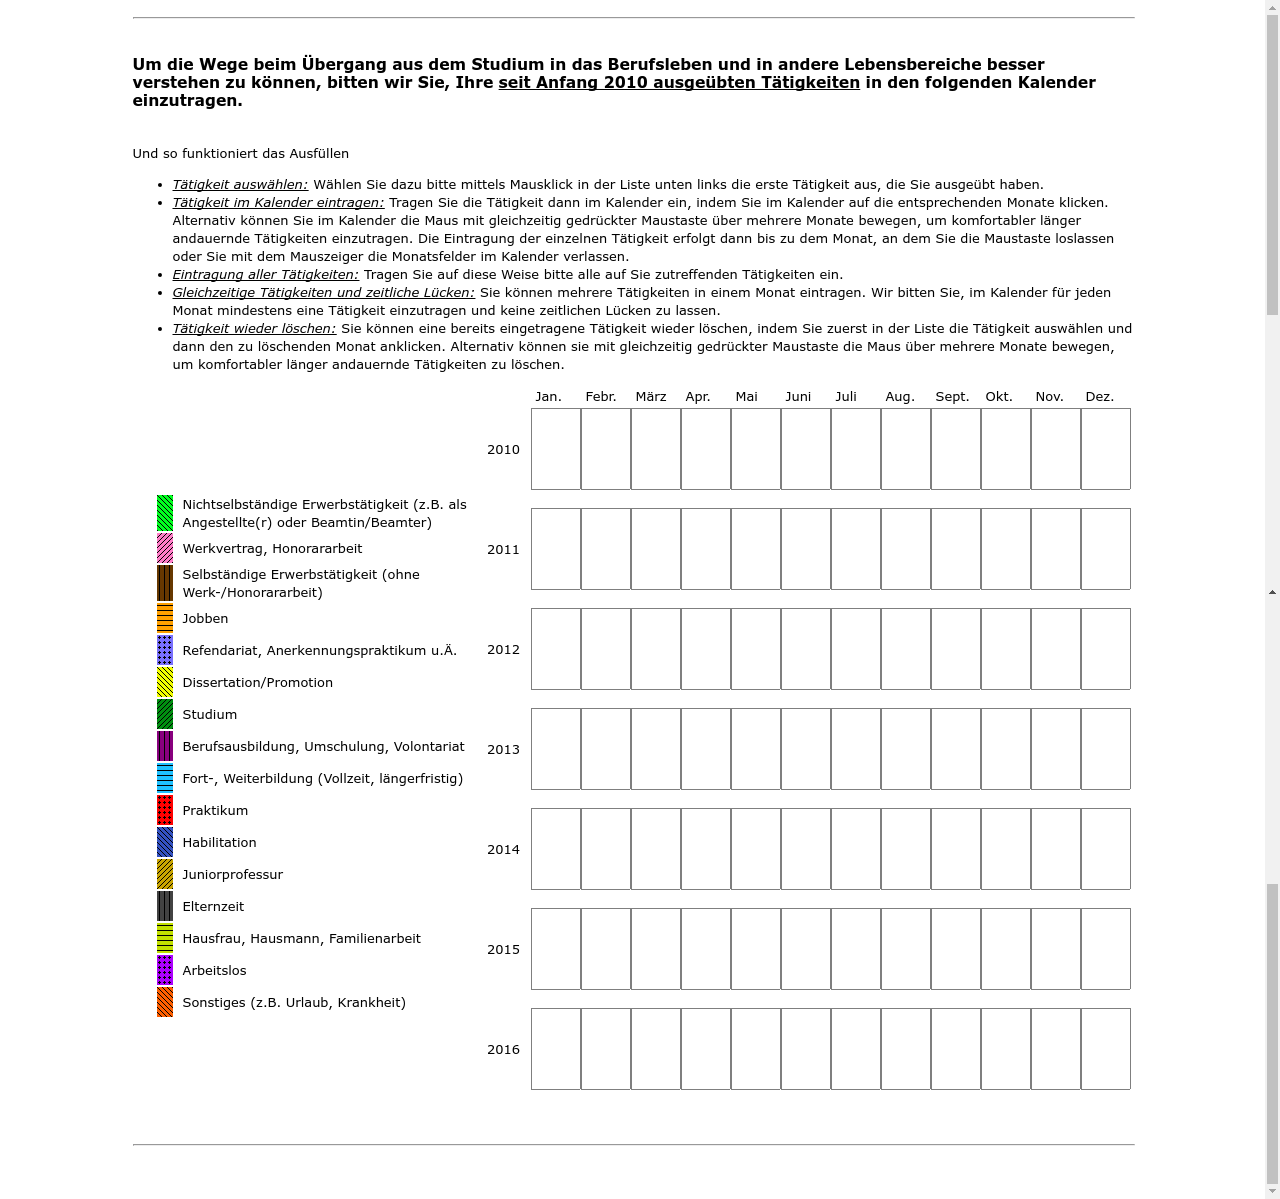 Um die Wege beim Übergang aus dem Studium in das Berufsleben und in andere Lebensbereiche besser
verstehen zu können, bitten wir Sie, Ihre seit Anfang 2010 ausgeübten Tätigkeiten in den folgenden Kalender
einzutragen.
Und so funktioniert das Ausfüllen
• Tätigkeit auswählen: Wählen Sie dazu bitte mittels Mausklick in der Liste unten links die erste Tätigkeit aus, die Sie ausgeübt haben.
• Tätigkeit im Kalender eintragen: Tragen Sie die Tätigkeit dann im Kalender ein, indem Sie im Kalender auf die entsprechenden Monate klicken.
Alternativ können Sie im Kalender die Maus mit gleichzeitig gedrückter Maustaste über mehrere Monate bewegen, um komfortabler länger
andauernde Tätigkeiten einzutragen. Die Eintragung der einzelnen Tätigkeit erfolgt dann bis zu dem Monat, an dem Sie die Maustaste loslassen
oder Sie mit dem Mauszeiger die Monatsfelder im Kalender verlassen.
• Eintragung aller Tätigkeiten: Tragen Sie auf diese Weise bitte alle auf Sie zutreffenden Tätigkeiten ein.
• Gleichzeitige Tätigkeiten und zeitliche Lücken: Sie können mehrere Tätigkeiten in einem Monat eintragen. Wir bitten Sie, im Kalender für jeden
Monat mindestens eine Tätigkeit einzutragen und keine zeitlichen Lücken zu lassen.
• Tätigkeit wieder löschen: Sie können eine bereits eingetragene Tätigkeit wieder löschen, indem Sie zuerst in der Liste die Tätigkeit auswählen und
dann den zu löschenden Monat anklicken. Alternativ können sie mit gleichzeitig gedrückter Maustaste die Maus über mehrere Monate bewegen,
um komfortabler länger andauernde Tätigkeiten zu löschen.
Jan. Febr. März Apr. Mai Juni Juli Aug. Sept. Okt. Nov. Dez.
2010
Nichtselbständige Erwerbstätigkeit (z.B. als
Angestellte(r) oder Beamtin/Beamter)
Werkvertrag, Honorararbeit
2011
Selbständige Erwerbstätigkeit (ohne
Werk-/Honorararbeit)
Jobben
Refendariat, Anerkennungspraktikum u.Ä.
2012
Dissertation/Promotion
Studium
Berufsausbildung, Umschulung, Volontariat
2013
Fort-, Weiterbildung (Vollzeit, längerfristig)
Praktikum
Habilitation
2014
Juniorprofessur
Elternzeit
Hausfrau, Hausmann, Familienarbeit
2015
Arbeitslos
Sonstiges (z.B. Urlaub, Krankheit)
2016